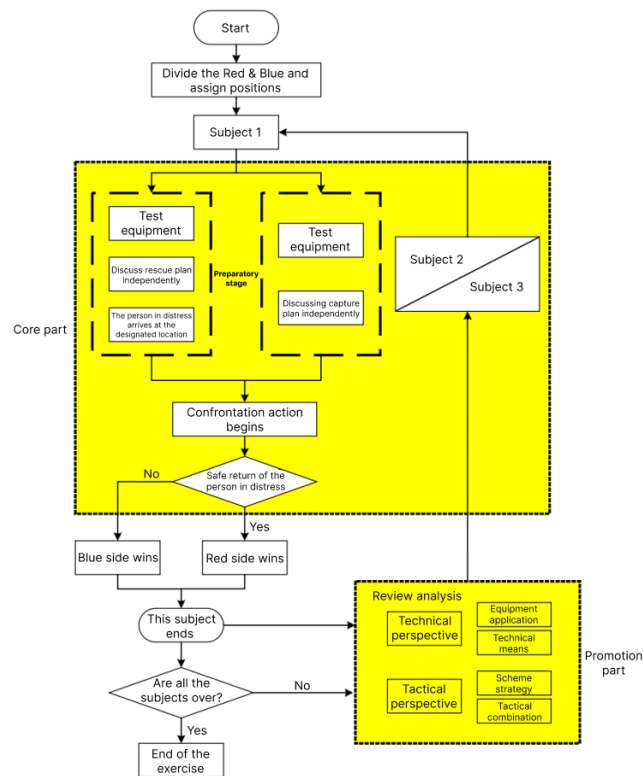 Start
Divide the Red & Blue and
assign positions
Subject 1
Test
equipment
Discuss rescue plan
independently
The person in distress
arrives at the
designated location
Preparatory
stage
Test
equipment
Discussing capture
plan independently
Subject 2
Subject 3
Core part
Confrontation action
begins
Safe return of the
person in distress
No
Yes
Blue side wins
Red side wins
This subject
ends
Are all the
subjects over?
No
Yes
End of the
exercise
Review analysis
Technical
perspective
Equipment
application
Technical
means
Tactical
perspective
Scheme
strategy
Tactical
combination
Promotion
part